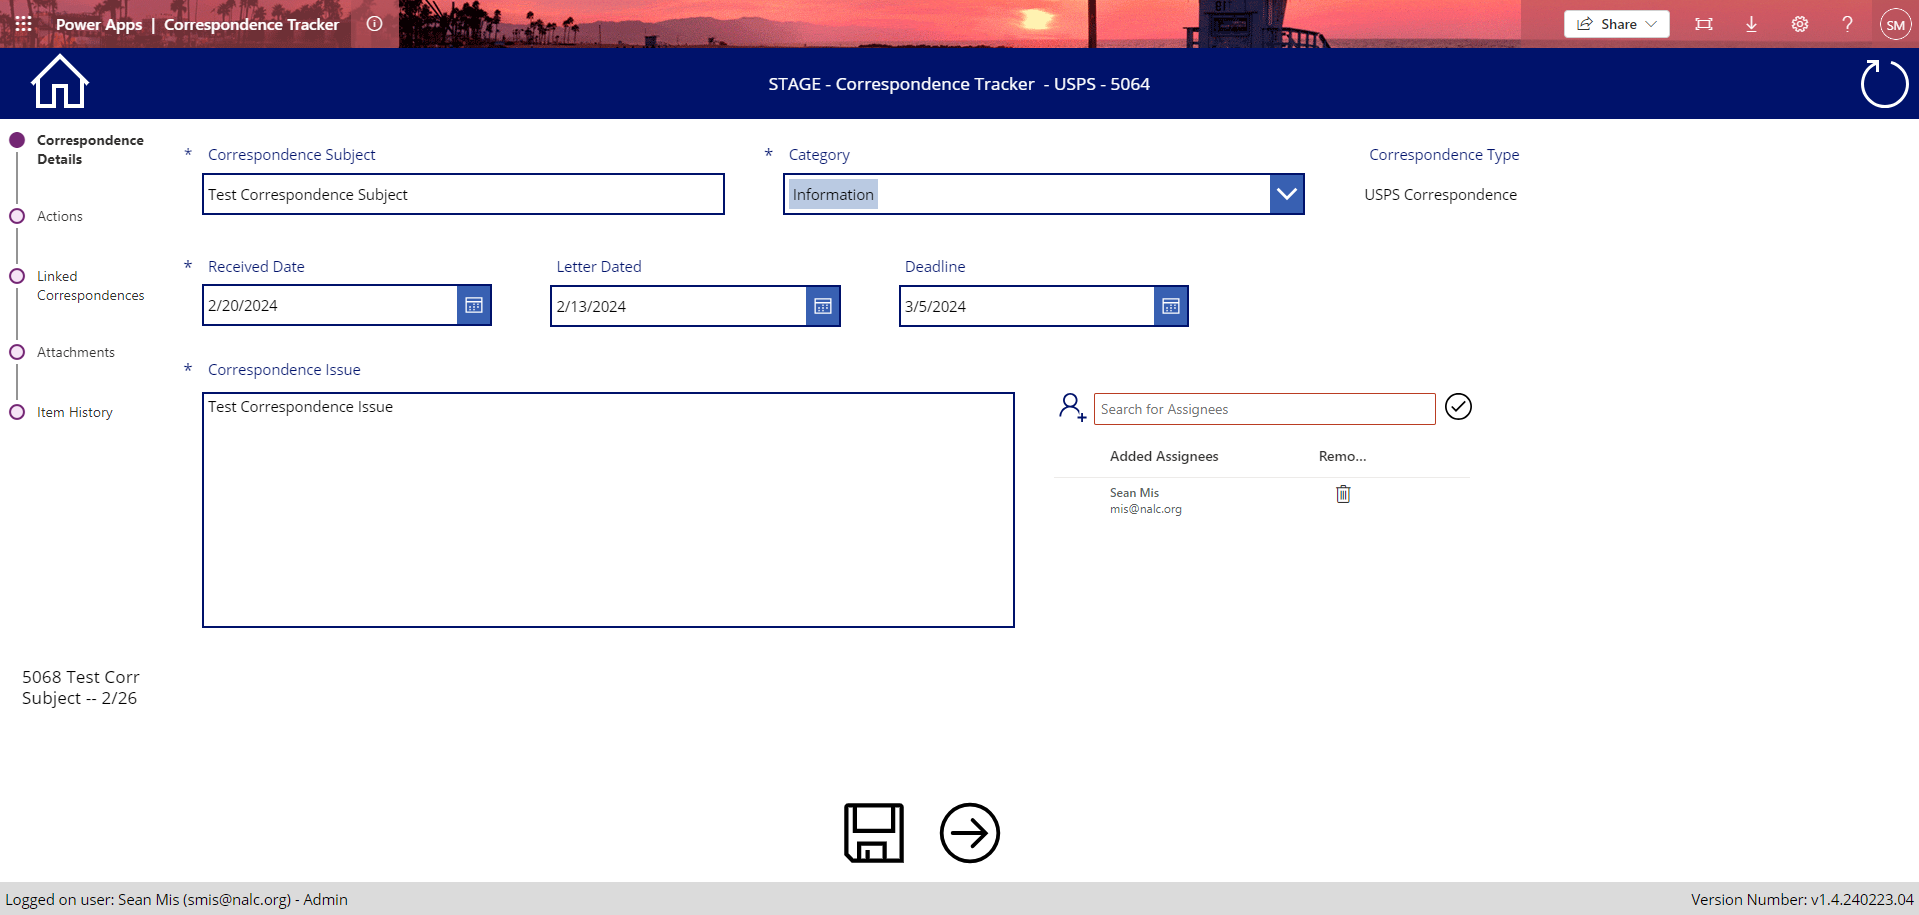 Power Apps | Correspondence Tracker
Share
?
SM
STAGE - Correspondence Tracker - USPS - 5064
Correspondence
Details
Actions
Linked
Correspondences
Attachments
Item History
* Correspondence Subject
Test Correspondence Subject
* Category
Information
Correspondence Type
USPS Correspondence
* Received Date
2/20/2024
Letter Dated
2/13/2024
Deadline
3/5/2024
* Correspondence Issue
Test Correspondence Issue
Search for Assignees
Added Assignees Remo...
Sean Mis
mis@nalc.org
5068 Test Corr
Subject -- 2/26
Logged on user: Sean Mis (smis@nalc.org) - Admin
Version Number: v1.4.240223.04